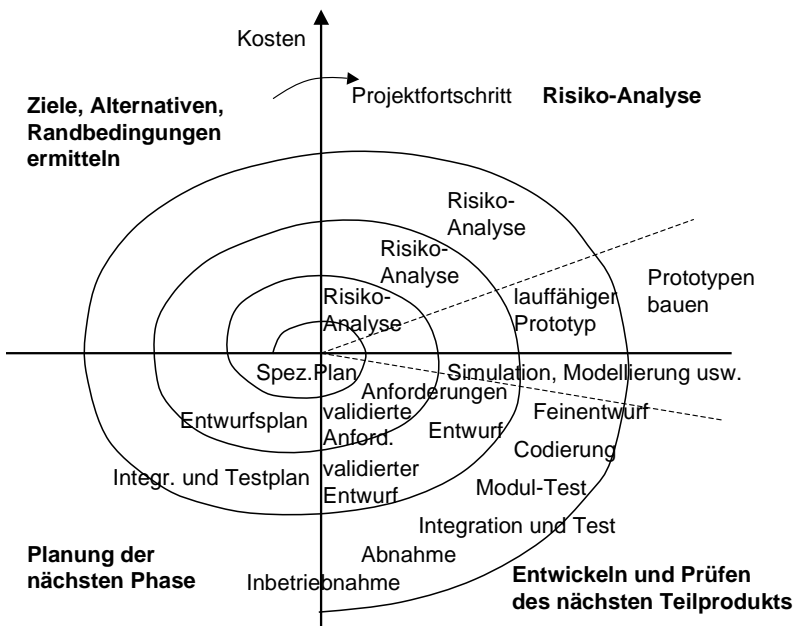 Kosten
Projektfortschritt
Risiko-Analyse
Ziele, Alternativen,
Randbedingungen
ermitteln
Risiko-
Analyse
Risiko-
Analyse
Risiko-
Analyse
lauffähiger
Prototyp
Prototypen
bauen
Spez.Plan
Simulation, Modellierung usw.
Anforderungen
Entwurfsplan
validierte
Anford.
Entwurf
Feinentwurf
Codierung
Integr. und Testplan
validierter
Entwurf
Modul-Test
Integration und Test
Abnahme
Inbetriebnahme
Planung der
nächsten Phase
Entwickeln und Prüfen
des nächsten Teilprodukts